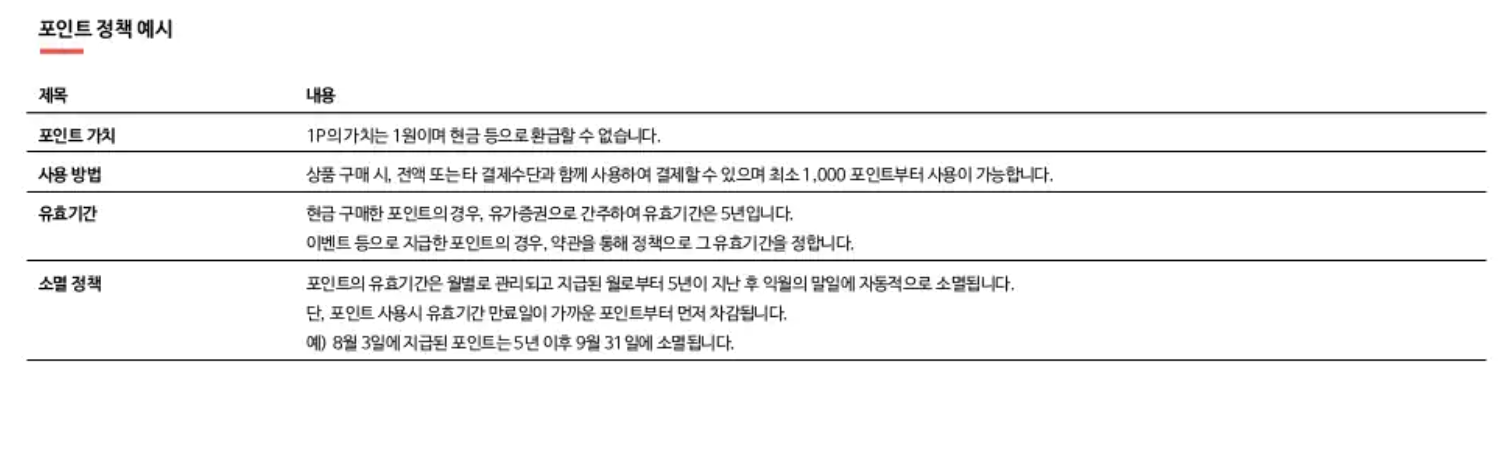 포인트 정책 예시
제목 내용
포인트 가치 1P의 가치는 1원이며 현금 등으로 환급할 수 없습니다.
사용 방법 상품 구매 시, 전액 또는 타 결제수단과 함께 사용하여 결제할 수 있으며 최소 1,000 포인트부터 사용이 가능합니다.
유효기간 현금 구매한 포인트의 경우, 유가증권으로 간주하여 유효기간은 5년입니다.
이벤트 등으로 지급한 포인트의 경우, 약관을 통해 정책으로 그 유효기간을 정합니다.
소멸 정책 포인트의 유효기간은 월별로 관리되고 지급된 월로부터 5년이 지난 후 익월의 말일에 자동적으로 소멸됩니다.
단, 포인트 사용시 유효기간 만료일이 가까운 포인트부터 먼저 차감됩니다.
예) 8월 3일에 지급된 포인트는 5년 이후 9월 31일에 소멸됩니다.